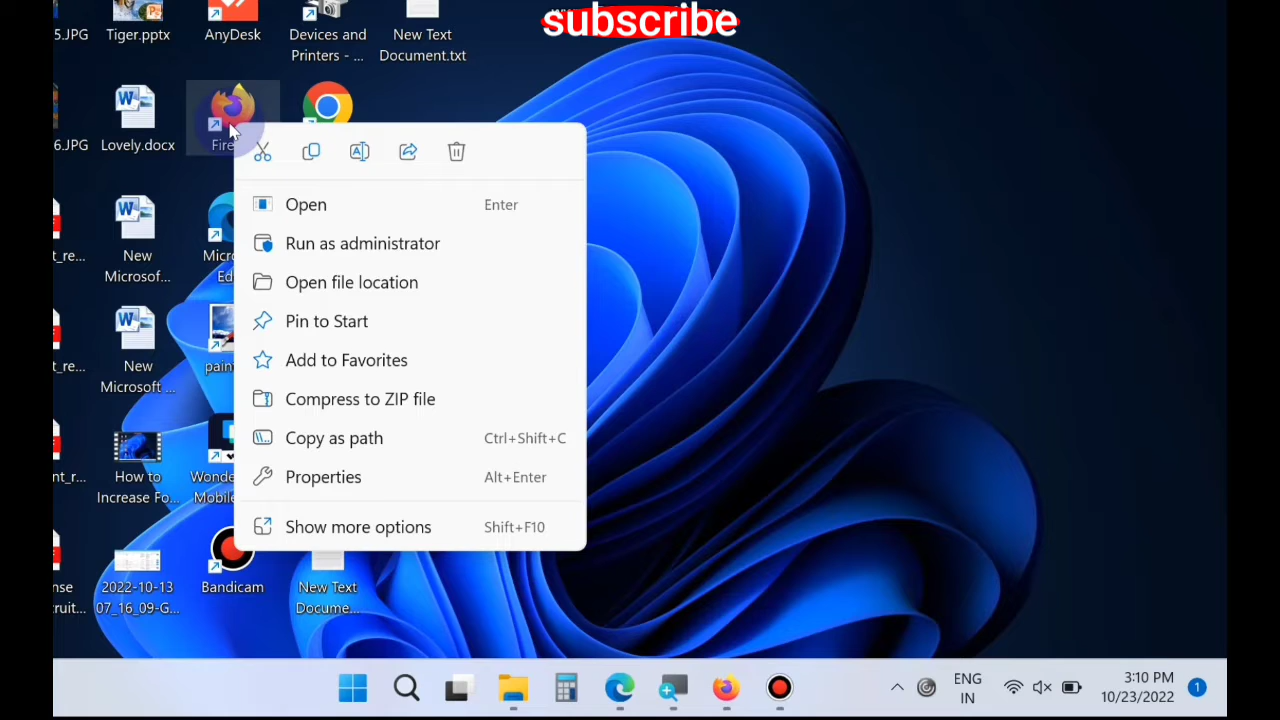 subscribe
5.JPG
Tiger.pptx
AnyDesk
Devices and
Printers - ...
New Text
Document.txt
6.JPG
Lovely.docx
Fire
Open Enter
Run as administrator
Open file location
Pin to Start
Add to Favorites
Compress to ZIP file
Copy as path Ctrl+Shift+C
Properties Alt+Enter
Show more options Shift+F10
t_re...
New
Microsof...
Micr
Ed
t_re...
New
Microsoft ...
pain
nt_r...
How to
Increase Fo...
Wonde
Mobile
nse
ruit...
2022-10-13
07_16_09-G...
Bandicam
New Text
Docume...
ENG
IN
3:10 PM
10/23/2022
1